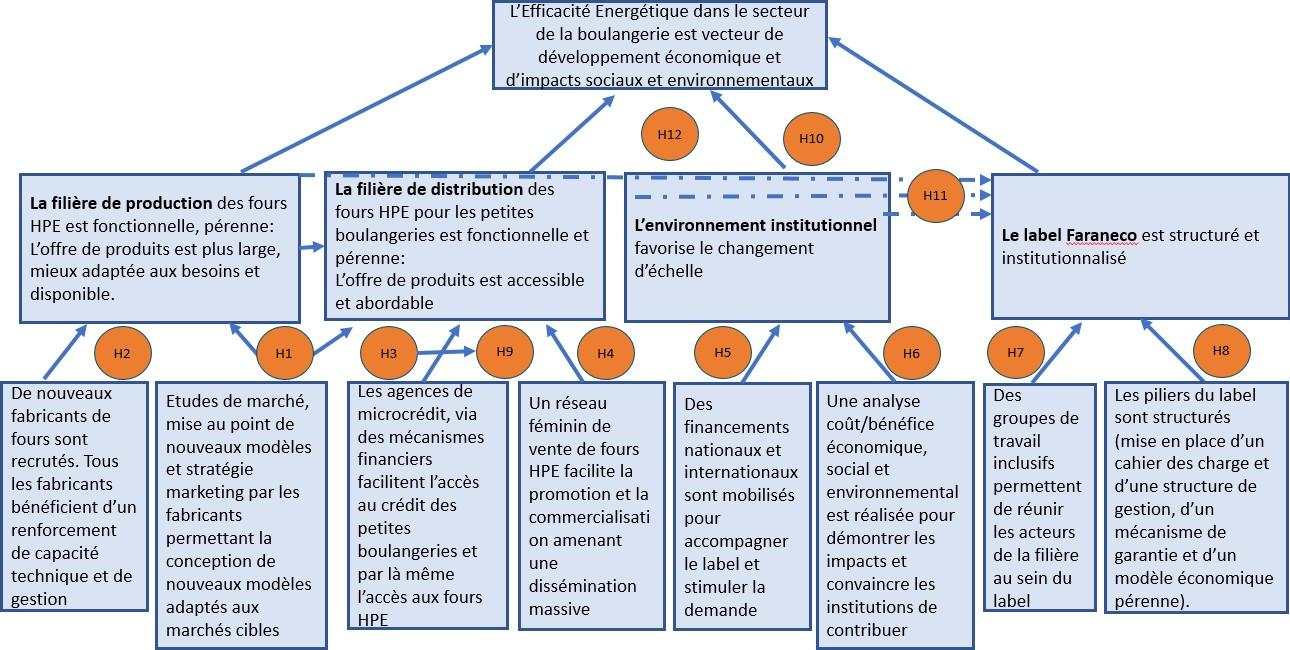 L’Efficacité Energétique dans le secteur
de la boulangerie est vecteur de
développement économique et
d’impacts sociaux et environnementaux
H12
H10
H11
La filière de production des fours
HPE est fonctionnelle, pérenne:
L’offre de produits est plus large,
mieux adaptée aux besoins et
disponible.
La filière de distribution des
fours HPE pour les petites
boulangeries est fonctionnelle et
pérenne:
L’offre de produits est accessible
et abordable
L’environnement institutionnel
favorise le changement
d’échelle
Le label Faraneco est structuré et
institutionnalisé
H2
H1
H3
H9
H4
H5
H6
H7
H8
De nouveaux
fabricants de
fours sont
recrutés. Tous
les fabricants
bénéficient d’un
renforcement
de capacité
technique et de
gestion
Etudes de marché,
mise au point de
nouveaux modèles
et stratégie
marketing par les
fabricants
permettant la
conception de
nouveaux modèles
adaptés aux
marchés cibles
Les agences de
microcrédit, via
des mécanismes
financiers
facilitent l’accès
au crédit des
petites
boulangeries et
par là même
l’accès aux fours
HPE
Un réseau
féminin de
vente de fours
HPE facilite la
promotion et la
commercialisati
on amenant
une
dissémination
massive
Des
financements
nationaux et
internationaux
sont mobilisés
pour
accompagner
le label et
stimuler la
demande
Une analyse
coût/bénéfice
économique,
social et
environnemental
est réalisée pour
démontrer les
impacts et
convaincre les
institutions de
contribuer
Des
groupes de
travail
inclusifs
permettent
de réunir
les acteurs
de la filière
au sein du
label
Les piliers du label
sont structurés
(mise en place d’un
cahier des charge et
d’une structure de
gestion, d’un
mécanisme de
garantie et d’un
modèle économique
pérenne).